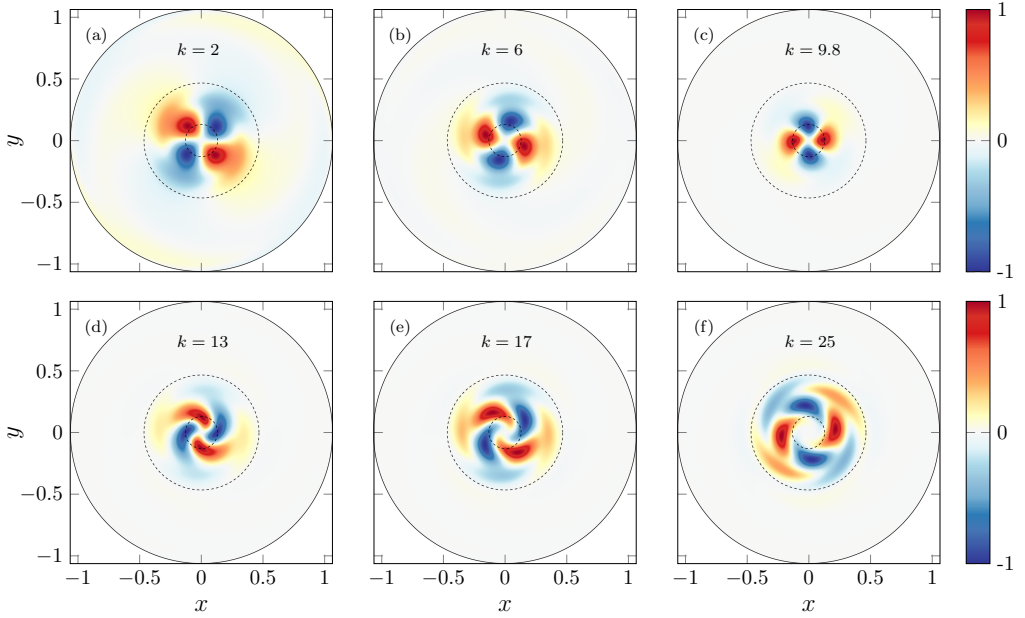 1
(a)
k = 2
(b)
k = 6
(c)
k = 9.8
1
0.5
0
−0.5
−1
y
0
-1
(d)
k = 13
(e)
k = 17
(f)
k = 25
1
1
0.5
0
−0.5
−1
y
0
-1
−1 −0.5 0 0.5 1
−1 −0.5 0 0.5 1
−1 −0.5 0 0.5 1
x
x
x